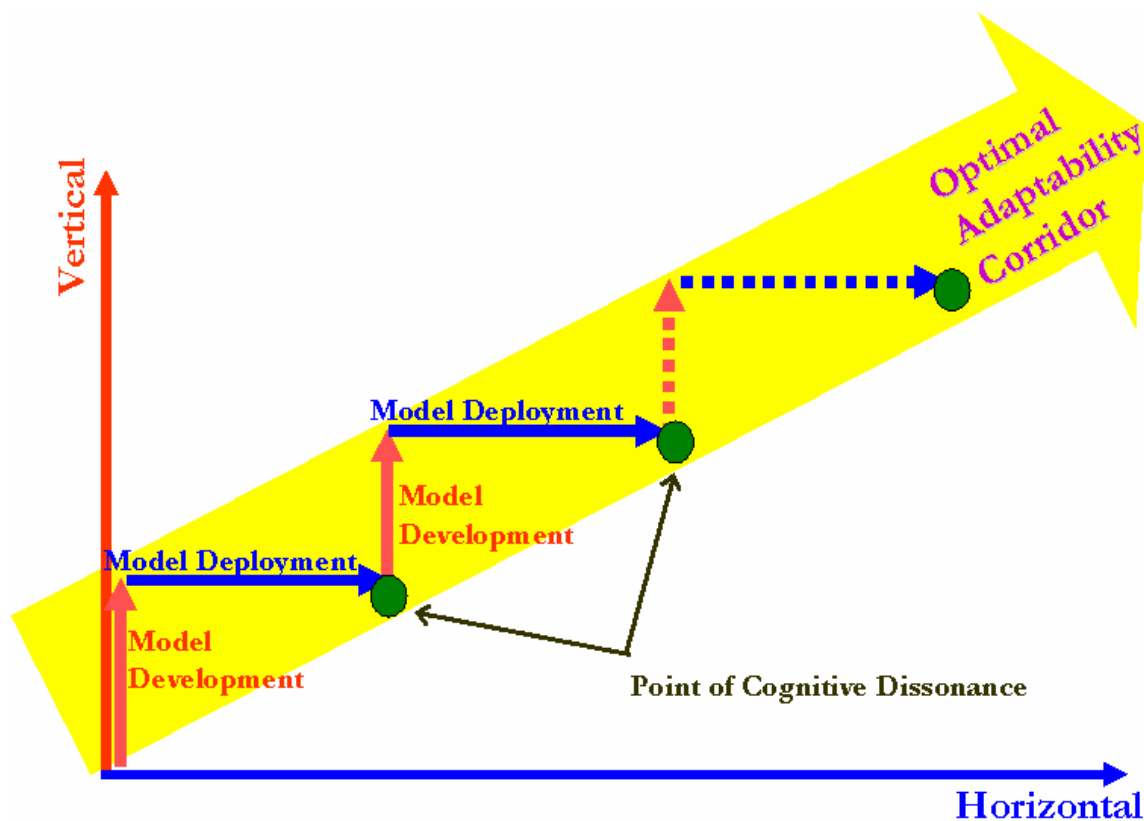 Optimal
Adaptability
Corridor
Vertical
Model Deployment
Model
Development
Model Deployment
Model
Development
Point of Cognitive Dissonance
Horizontal